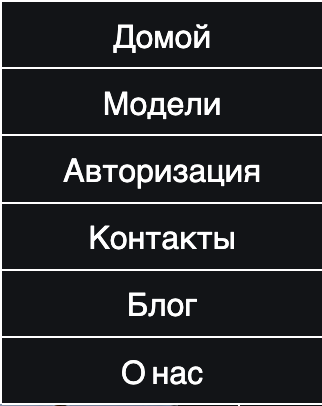 Домой
Модели
Авторизация
Контакты
Блог
О нас